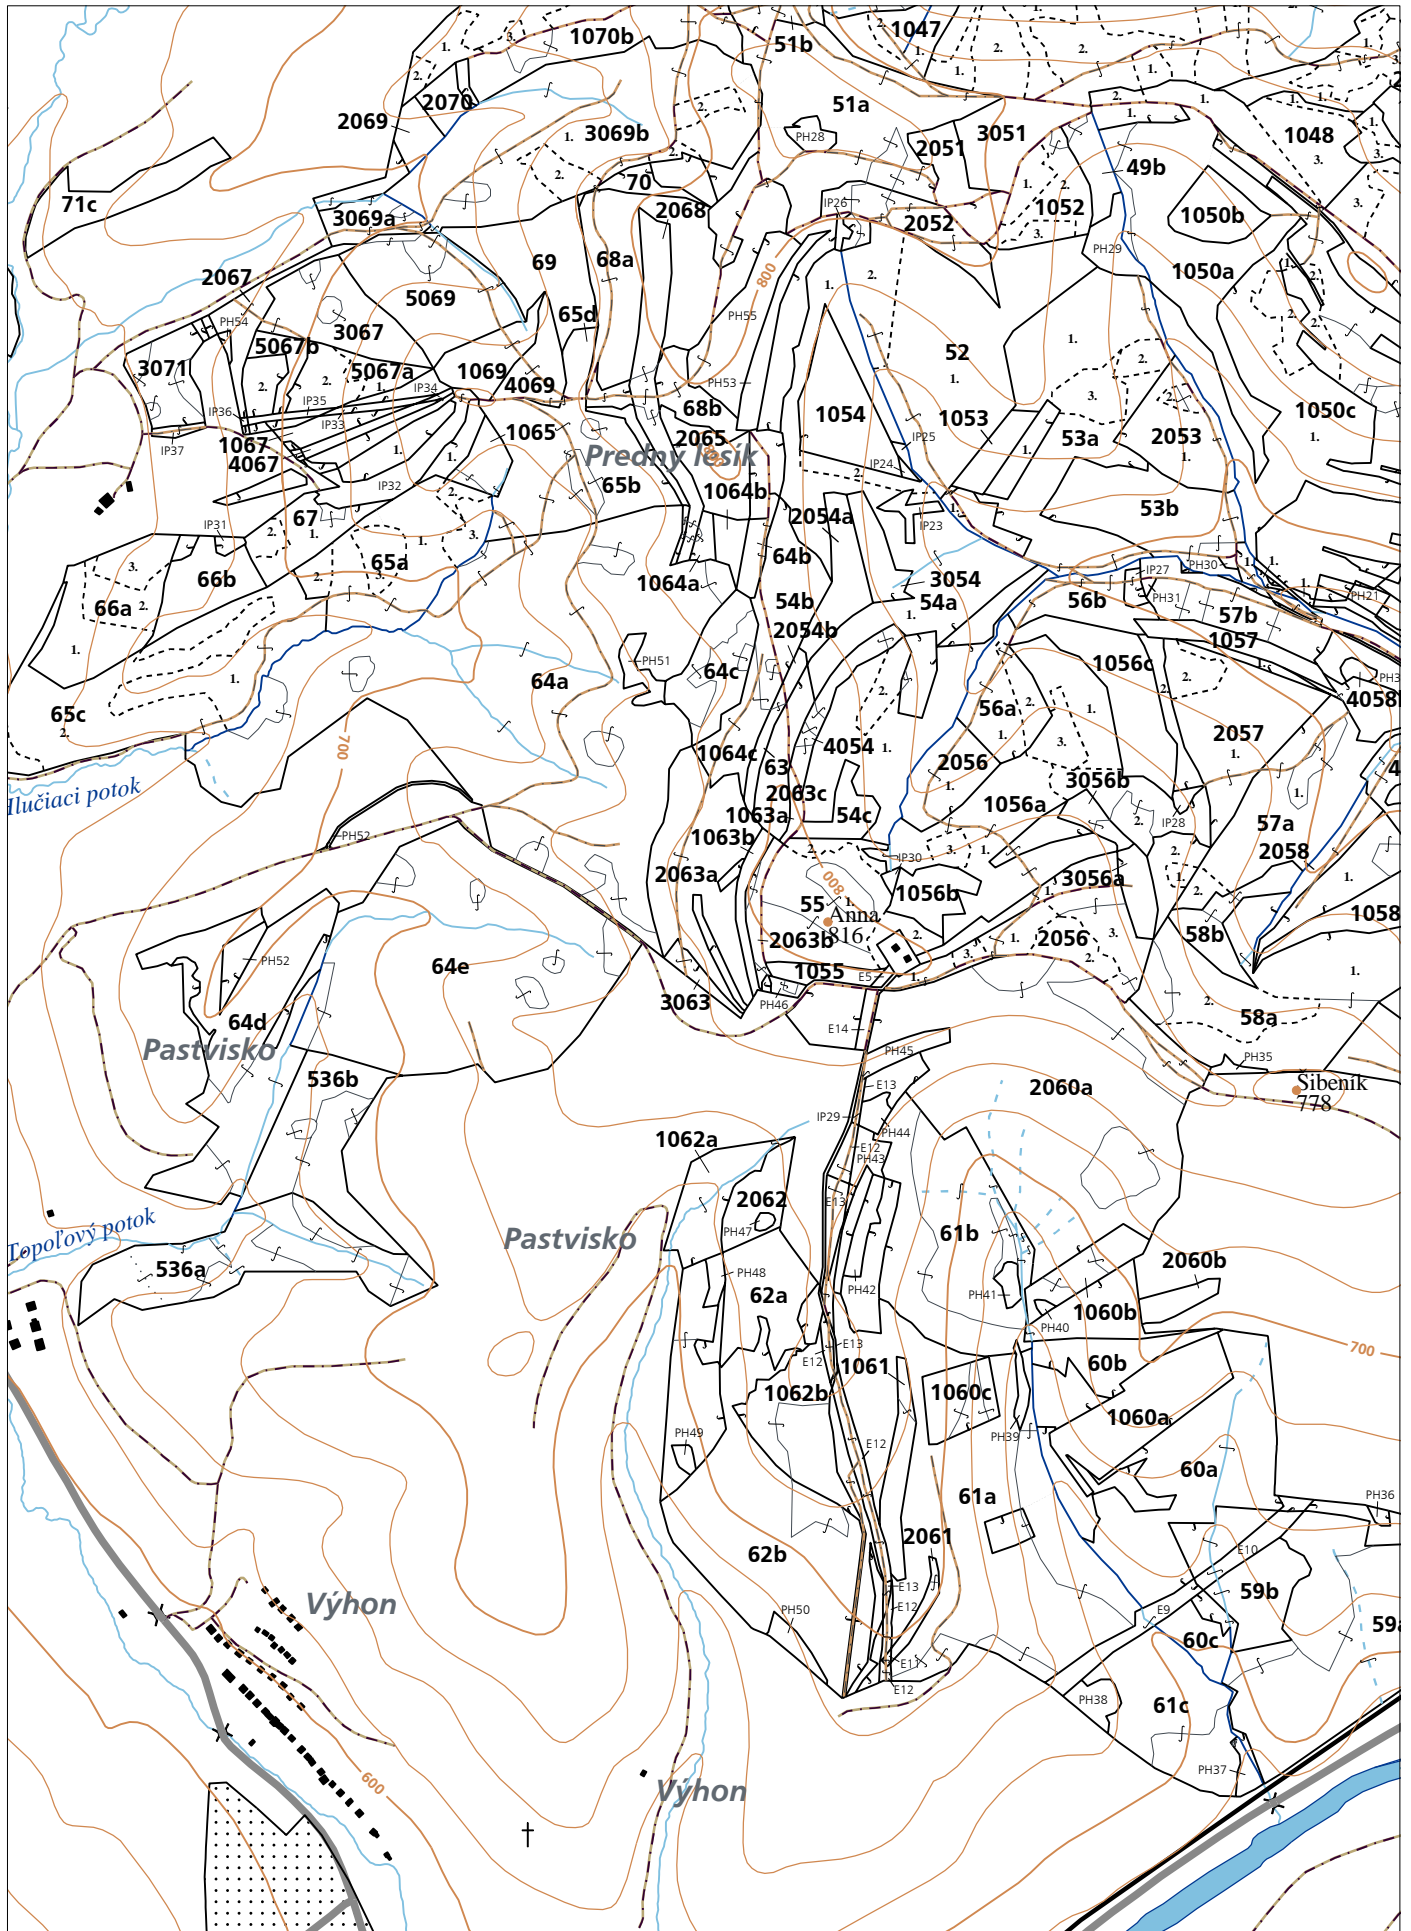 1070b
51b
1047
2070
2069
3069b
51a
PH28
2051
3051
1048
49b
70
2068
71c
3069a
IP26
2052
1052
1050b
PH29
69
68a
1050a
2067
5069
65d
800
PH55
PH54
3067
5067b
3071
5067a
1069
4069
IP34
PH53
52
IP36
IP35
IP33
68b
1054
1053
1050c
IP37
1067
4067
1065
2065
Predný lesík
800
IP25
53a
2053
IP24
IP32
65b
1064b
2054a
53b
IP31
67
IP23
66b
65a
64b
1064a
3054
54a
56b
IP27
PH30
PH31
PH21
66a
54b
57b
2054b
1057
PH51
64c
1056c
64a
56a
65c
700
1064c
4054
2057
63
2056
3056b
Hlučiaci potok
2063c
54c
1056a
1063a
IP28
57a
PH52
1063b
IP30
2058
2063a
1056b
3056a
55
Anna
816
1058
PH52
64e
2063b
2056
58b
1055
E5
3063
PH46
64d
58a
E14
Pastvisko
PH45
PH35
536b
E13
2060a
Šibeník
778
IP29
PH44
1062a
E12
PH43
2062
E13
Topoľový potok
PH47
Pastvisko
61b
2060b
536a
PH48
62a
PH42
PH41
1060b
PH40
E13
E12
700
1061
60b
1062b
1060c
1060a
PH49
PH39
E12
60a
61a
PH36
62b
2061
E10
E13
59b
Výhon
E12
PH50
E9
60c
E11
E12
PH38
61c
PH37
600
Výhon